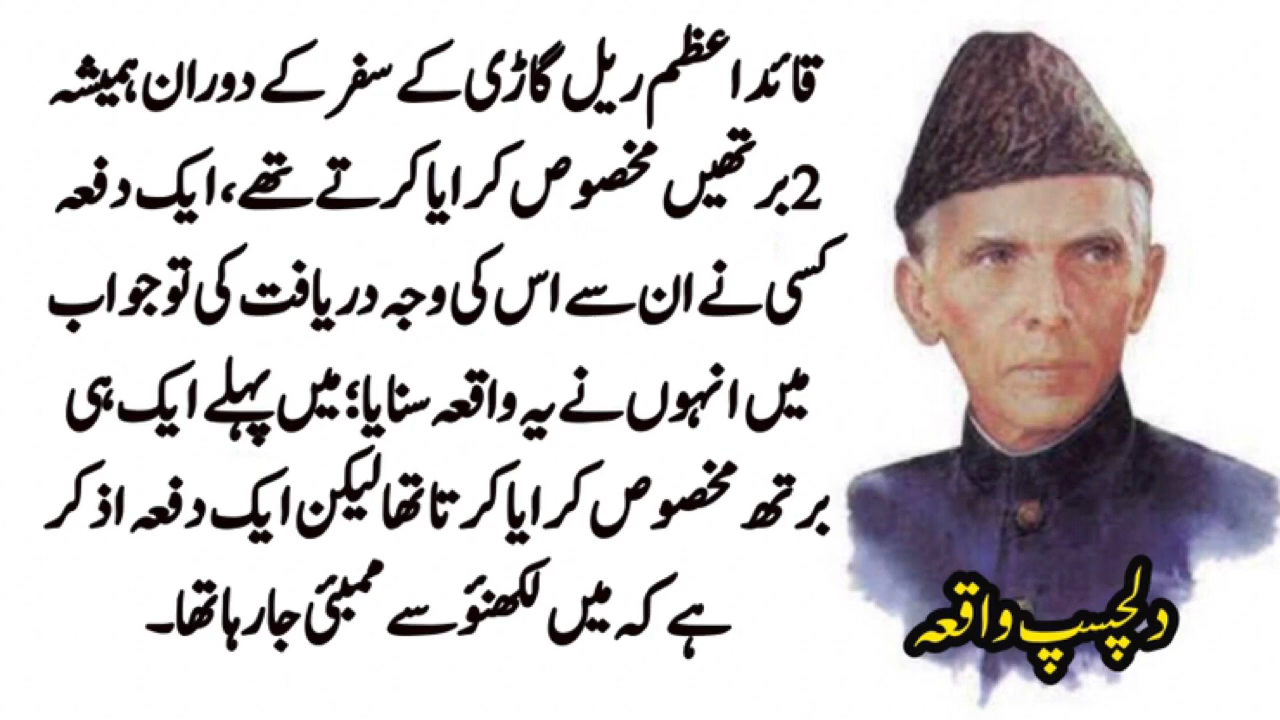 قائد اعظم ریل گاڑی کے سفر کے دوران ہمیشہ
2 برتھیں مخصوص کرایا کرتے تھے، ایک دفعہ
کسی نے ان سے اس کی وجہ دریافت کی تو جواب
میں انہوں نے یہ واقعہ سنایا؛ میں پہلے ایک ہی
برتھ مخصوص کرایا کرتا تھا لیکن ایک دفعہ اذکر
ہے کہ میں لکھنؤ سے ممبئی جا رہا تھا۔
دلچسپ واقعہ